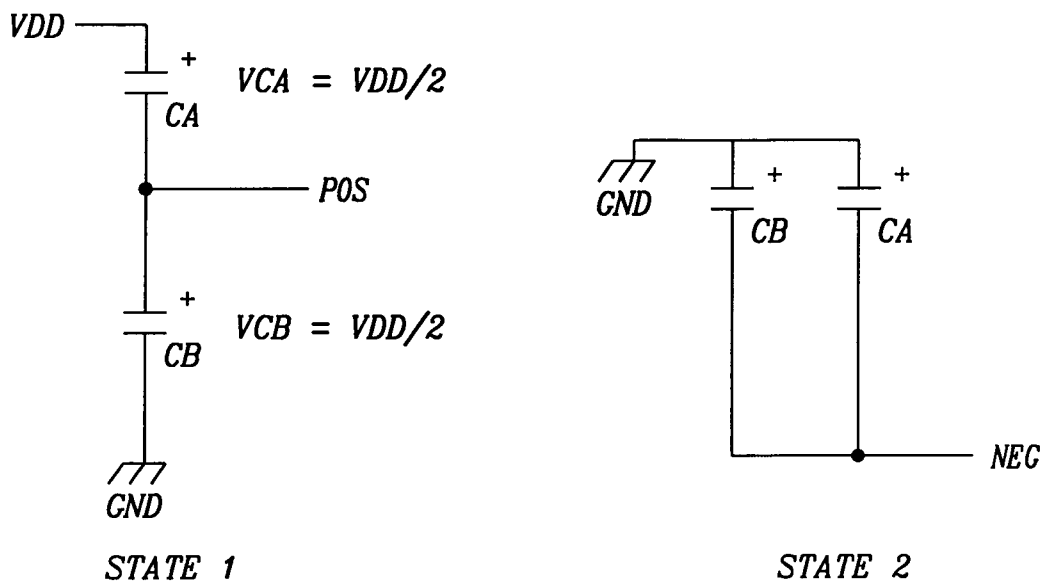 VDD
+
VCA = VDD/2
CA
POS
+
VCB = VDD/2
CB
GND
STATE 1
GND
+
CB
+
CA
NEG
STATE 2